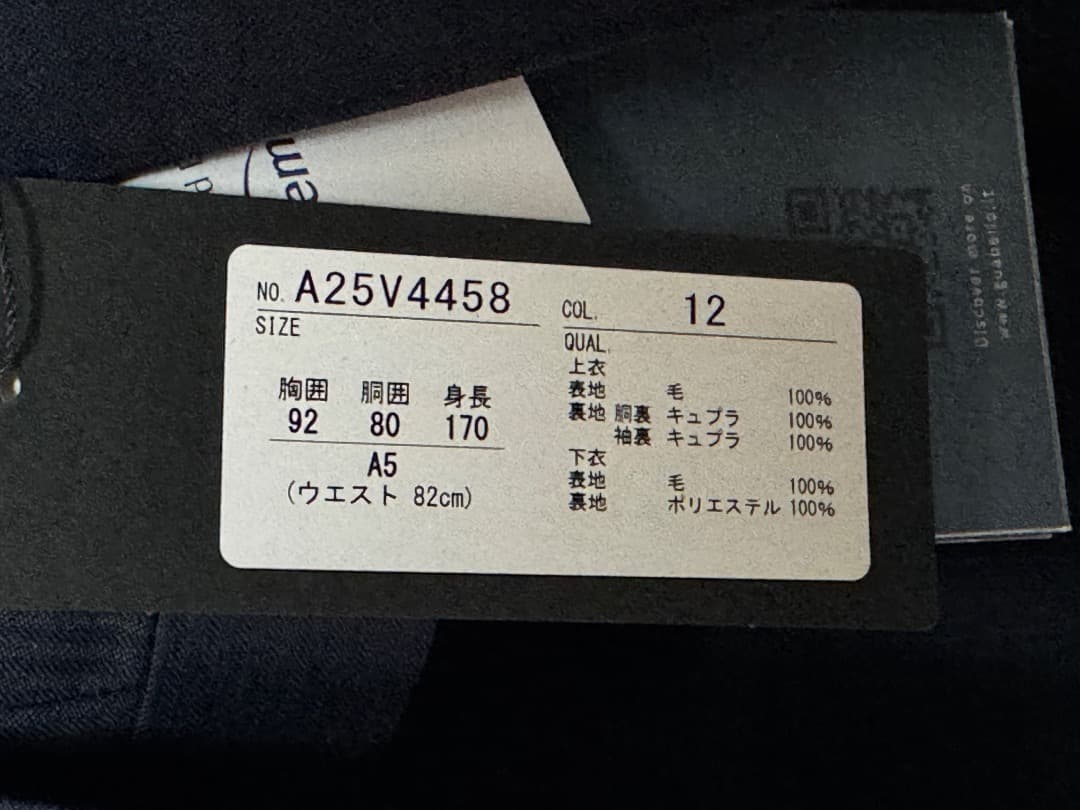 NO. A25V4458
SIZE
胸囲 胴囲 身長
92 80 170
A5
(ウエスト 82cm)
COL. 12
QUAL.
上衣
表地 毛 100%
裏地 胴裏 キュプラ 100%
袖裏 キュプラ 100%
下衣
表地 毛 100%
裏地 ポリエステル 100%
Discover more on